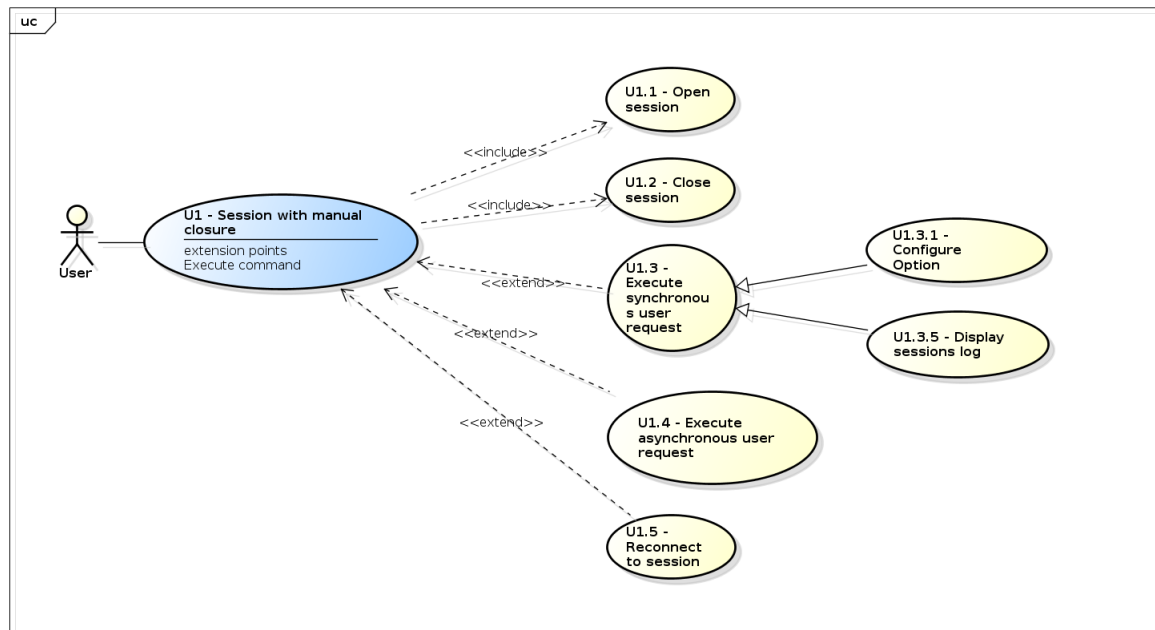 uc
U1.1 - Open
session
<<include>>
U1.2 - Close
session
<<include>>
U1 - Session with manual
closure
extension points
Execute command
User
U1.3 -
Execute
synchronou
s user
request
<<extend>>
U1.3.1 -
Configure
Option
U1.3.5 - Display
sessions log
<<extend>>
U1.4 - Execute
asynchronous user
request
<<extend>>
U1.5 -
Reconnect
to session